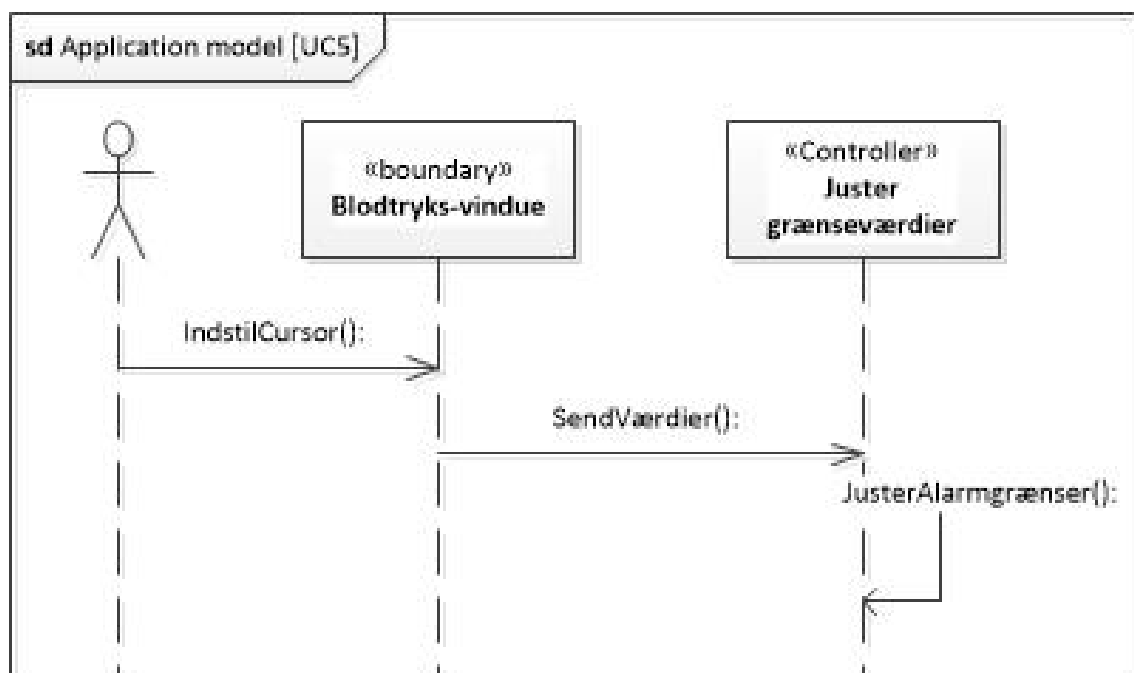 sd Application model [UC5]
«boundary»
Blodtryks-vindue
«Controller»
Juster
grænseværdier
IndstilCursor():
SendVærdier():
JusterAlarmgrænser():